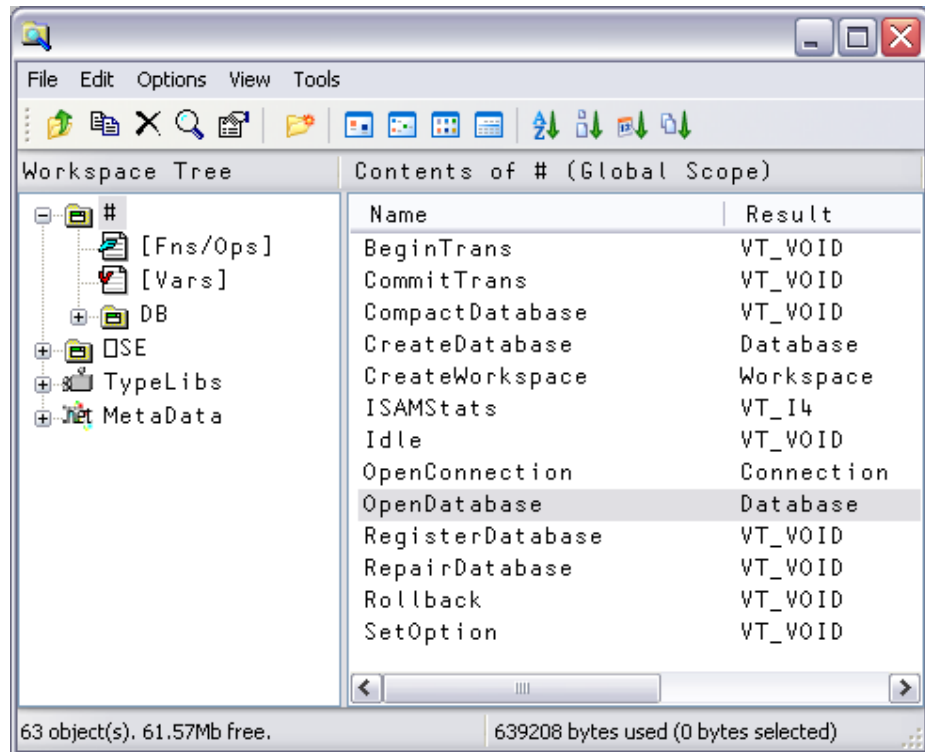 File Edit Options View Tools
Workspace Tree
Contents of # (Global Scope)
#
[Fns/Ops]
[Vars]
DB
⎕SE
TypeLibs
MetaData
Name Result
BeginTrans VT_VOID
CommitTrans VT_VOID
CompactDatabase VT_VOID
CreateDatabase Database
CreateWorkspace Workspace
ISAMStats VT_I4
Idle VT_VOID
OpenConnection Connection
OpenDatabase Database
RegisterDatabase VT_VOID
RepairDatabase VT_VOID
Rollback VT_VOID
SetOption VT_VOID
63 object(s). 61.57Mb free.
639208 bytes used (0 bytes selected)